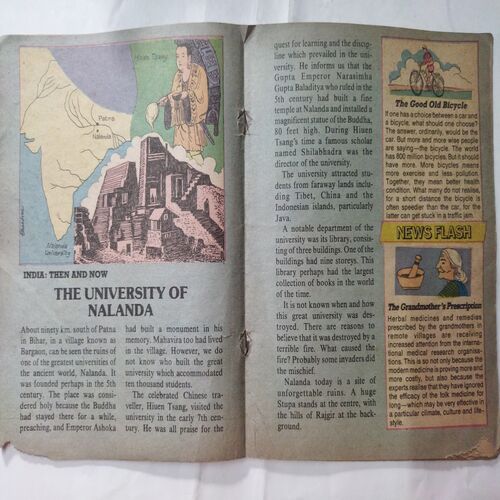 Hiuen Tsang
Patna
Nalanda
Nalanda
University
INDIA: THEN AND NOW
THE UNIVERSITY OF
NALANDA
About ninety km. south of Patna
in Bihar, in a village known as
Bargaon, can be seen the ruins of
one of the greatest universities of
the ancient world, Nalanda. It
was founded perhaps in the 5th
century. The place was consi-
dered holy because the Buddha
had stayed there for a while,
preaching, and Emperor Ashoka
had built a monument in his
memory. Mahavira too had lived
in the village. However, we do
not know who built the great
university which accommodated
ten thousand students.
The celebrated Chinese tra-
veller, Hiuen Tsang, visited the
university in the early 7th cen-
tury. He was all praise for the
quest for learning and the discip-
line which prevailed in the uni-
versity. He informs us that the
Gupta Emperor Narasimha
Gupta Baladitya who ruled in the
5th century had built a fine
temple at Nalanda and installed a
magnificent statue of the Buddha,
80 feet high. During Hiuen
Tsang's time a famous scholar
named Shilabhadra was the
director of the university.
The university attracted stu-
dents from faraway lands includ-
ing Tibet, China and the
Indonesian islands, particularly
Java.
A notable department of the
university was its library, consist-
ing of three buildings. One of the
buildings had nine storeys. This
library perhaps had the largest
collection of books in the world
of the time.
It is not known when and how
this great university was des-
troyed. There are reasons to
believe that it was destroyed by a
terrible fire. What caused the
fire? Probably some invaders did
the mischief.
Nalanda today is a site of
unforgettable ruins. A huge
Stupa stands at the centre, with
the hills of Rajgir at the back-
ground.
The Good Old Bicycle
If one has a choice between a car and
a bicycle, what should one choose?
The answer, ordinarily, would be the
car. But more and more wise people
are saying—the bicycle. The world
has 800 million bicycles. But it should
have more. More bicycles means
more exercise and less pollution.
Together, they mean better health
condition. What many do not realise,
for a short distance the bicycle is
often speedier than the car, for the
latter can get stuck in a traffic jam.
NEWS FLASH
The Grandmother's Prescription
Herbal medicines and remedies
prescribed by the grandmothers in
remote villages are receiving
increased attention from the interna-
tional medical research organisa-
tions. This is so not only because the
modern medicine is proving more and
more costly, but also because the
experts realise that they have ignored
the efficacy of the folk medicine for
long—which may be very effective in
a particular climate, culture and life-
style.